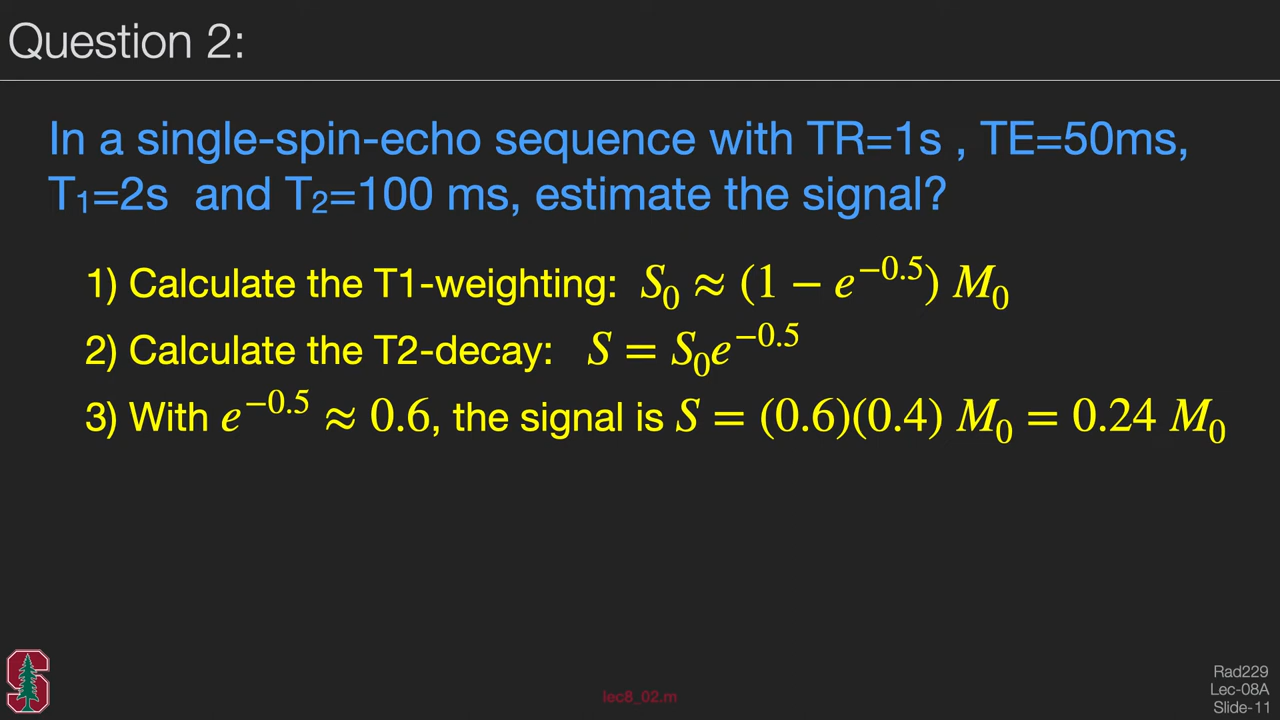 Question 2:
In a single-spin-echo sequence with TR=1s , TE=50ms,
T₁=2s and T₂=100 ms, estimate the signal?
1) Calculate the T1-weighting: S₀ ≈ (1 − e^{−0.5}) M₀
2) Calculate the T2-decay: S = S₀e^{−0.5}
3) With e^{−0.5} ≈ 0.6, the signal is S = (0.6)(0.4) M₀ = 0.24 M₀
S
lec8_02.m
Rad229
Lec-08A
Slide-11